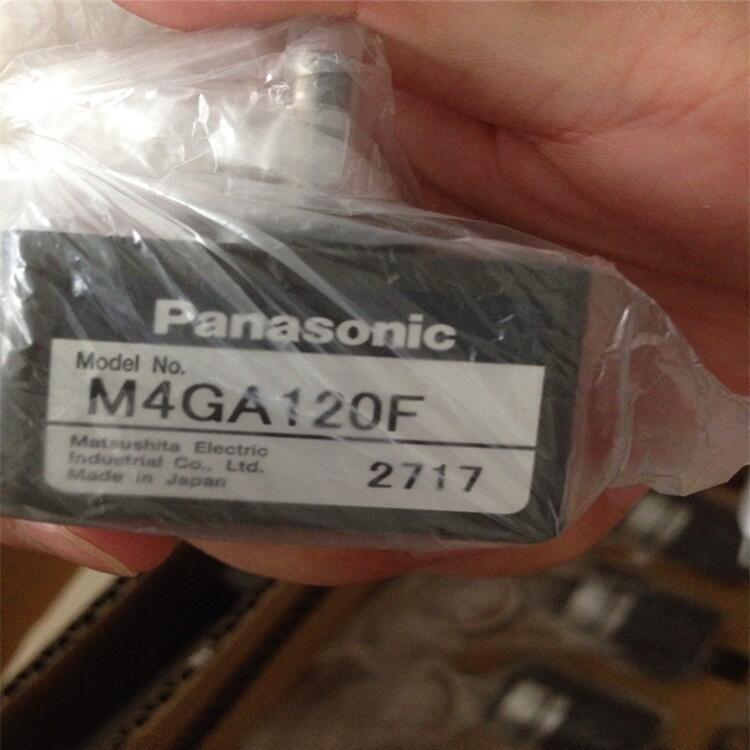 Panasonic
Model No.
M4GA120F
Matsushita Electric
Industrial Co., Ltd.
Made in Japan
2717